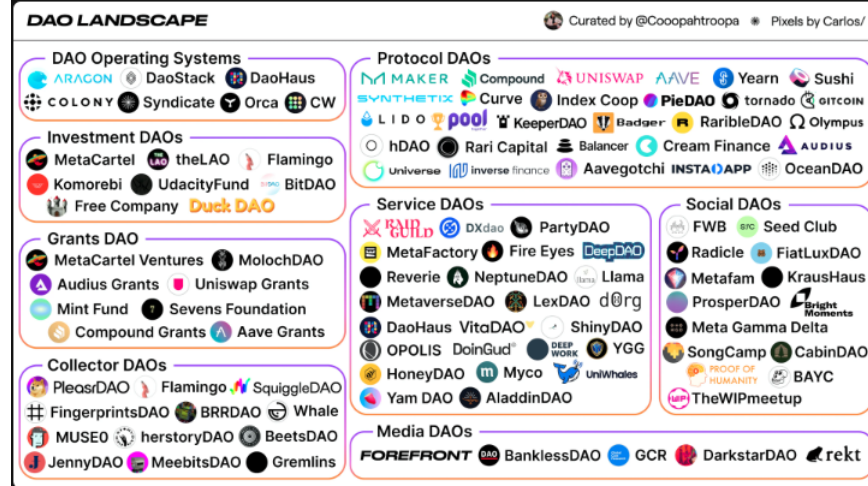 DAO LANDSCAPE
Curated by @Cooopahtroopa
Pixels by Carlos/
DAO Operating Systems
ARAGON DaoStack DaoHaus
COLONY Syndicate Orca CW
Investment DAOs
MetaCartel theLAO Flamingo
Komorebi UdacityFund BitDAO
Free Company Duck DAO
Grants DAO
MetaCartel Ventures MolochDAO
Audius Grants Uniswap Grants
Mint Fund Sevens Foundation
Compound Grants Aave Grants
Collector DAOs
PleasrDAO Flamingo SquiggleDAO
FingerprintsDAO BRRDAO Whale
MUSE0 herstoryDAO BeetsDAO
JennyDAO MeebitsDAO Gremlins
Protocol DAOs
MAKER Compound UNISWAP AAVE Yearn Sushi
SYNTHETIX Curve Index Coop PieDAO tornado GITCOIN
LIDO pool KeeperDAO Badger RaribleDAO Olympus
hDAO Rari Capital Balancer Cream Finance AUDIUS
Universe inverse finance Aavegotchi INSTADAPP OceanDAO
Service DAOs
RAID GUILD DXdao PartyDAO
MetaFactory Fire Eyes DeepDAO
Reverie NeptuneDAO Llama
MetaverseDAO LexDAO dOrg
DaoHaus VitaDAO ShinyDAO
OPOLIS DoinGud DEEP WORK YGG
HoneyDAO Myco UniWhales
Yam DAO AladdinDAO
Social DAOs
FWB Seed Club
Radicle FiatLuxDAO
Metafam KrausHaus
ProsperDAO Bright Moments
Meta Gamma Delta
SongCamp CabinDAO
PROOF OF HUMANITY BAYC
TheWIPmeetup
Media DAOs
FOREFRONT BanklessDAO GCR DarkstarDAO rekt